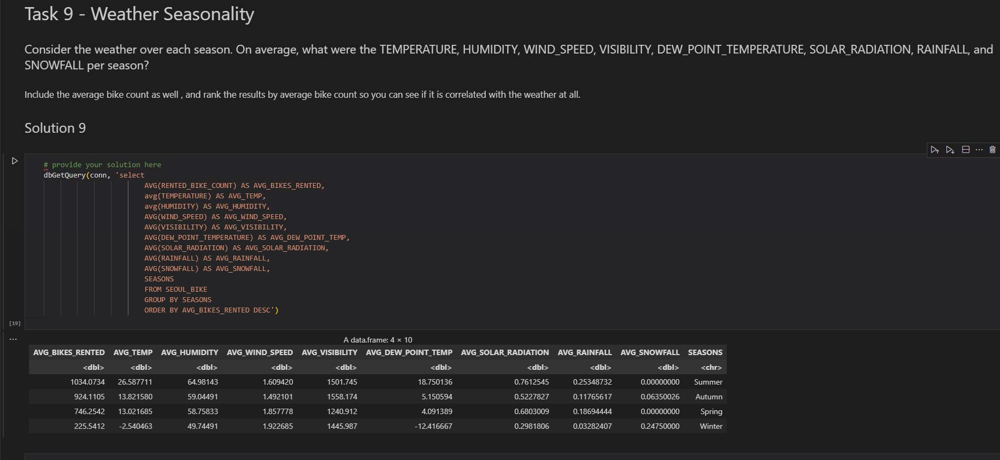 Task 9 - Weather Seasonality
Consider the weather over each season. On average, what were the TEMPERATURE, HUMIDITY, WIND_SPEED, VISIBILITY, DEW_POINT_TEMPERATURE, SOLAR_RADIATION, RAINFALL, and
SNOWFALL per season?
Include the average bike count as well , and rank the results by average bike count so you can see if it is correlated with the weather at all.
Solution 9
# provide your solution here
dbGetQuery(conn, 'select
AVG(RENTED_BIKE_COUNT) AS AVG_BIKES_RENTED,
avg(TEMPERATURE) AS AVG_TEMP,
avg(HUMIDITY) AS AVG_HUMIDITY,
AVG(WIND_SPEED) AS AVG_WIND_SPEED,
AVG(VISIBILITY) AS AVG_VISIBILITY,
AVG(DEW_POINT_TEMPERATURE) AS AVG_DEW_POINT_TEMP,
AVG(SOLAR_RADIATION) AS AVG_SOLAR_RADIATION,
AVG(RAINFALL) AS AVG_RAINFALL,
AVG(SNOWFALL) AS AVG_SNOWFALL,
SEASONS
FROM SEOUL_BIKE
GROUP BY SEASONS
ORDER BY AVG_BIKES_RENTED DESC')
[19]
...
A data.frame: 4 × 10
AVG_BIKES_RENTED AVG_TEMP AVG_HUMIDITY AVG_WIND_SPEED AVG_VISIBILITY AVG_DEW_POINT_TEMP AVG_SOLAR_RADIATION AVG_RAINFALL AVG_SNOWFALL SEASONS
<dbl> <dbl> <dbl> <dbl> <dbl> <dbl> <dbl> <dbl> <dbl> <chr>
1034.0734 26.587711 64.98143 1.609420 1501.745 18.750136 0.7612545 0.25348732 0.00000000 Summer
924.1105 13.821580 59.04491 1.492101 1558.174 5.150594 0.5227827 0.11765617 0.06350026 Autumn
746.2542 13.021685 58.75833 1.857778 1240.912 4.091389 0.6803009 0.18694444 0.00000000 Spring
225.5412 -2.540463 49.74491 1.922685 1445.987 -12.416667 0.2981806 0.03282407 0.24750000 Winter